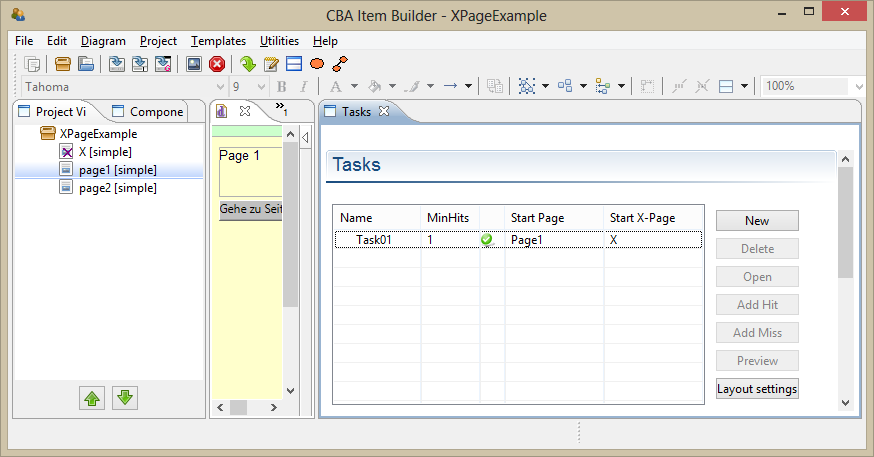 CBA Item Builder - XPageExample
File Edit Diagram Project Templates Utilities Help
Tahoma 9 B I A 100%
Project Vi Compone 1 Tasks
XPageExample
X [simple]
page1 [simple]
page2 [simple]
Page 1
Gehe zu Seit
Tasks
Name MinHits Start Page Start X-Page
Task01 1 Page1 X
New
Delete
Open
Add Hit
Add Miss
Preview
Layout settings